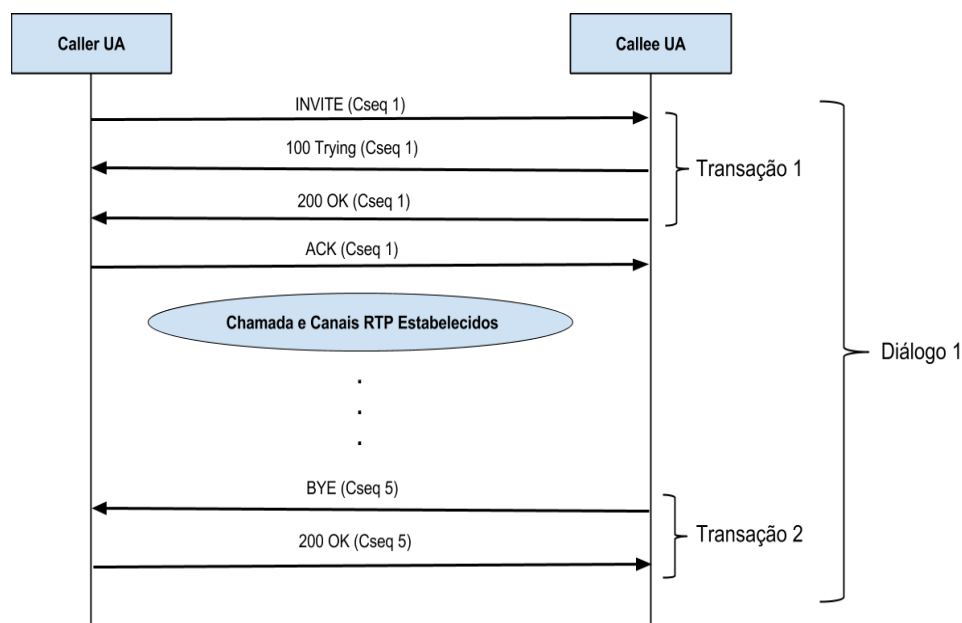 Caller UA
Callee UA
INVITE (Cseq 1)
100 Trying (Cseq 1)
Transação 1
200 OK (Cseq 1)
ACK (Cseq 1)
Chamada e Canais RTP Estabelecidos
Diálogo 1
.
.
.
BYE (Cseq 5)
Transação 2
200 OK (Cseq 5)